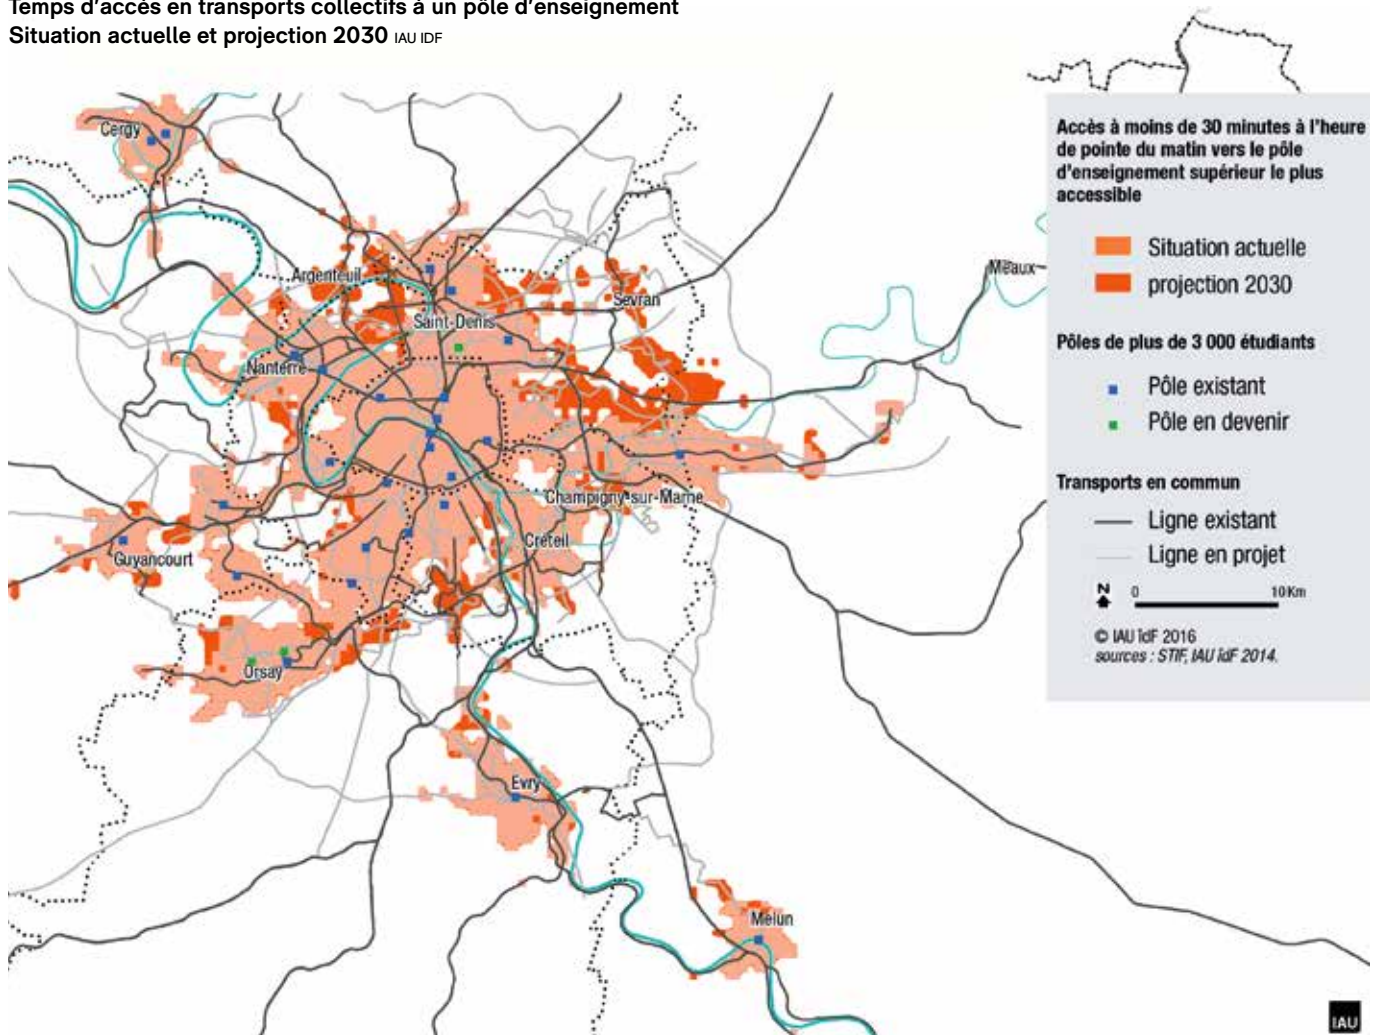 Temps d'accès en transports collectifs à un pôle d'enseignement
Situation actuelle et projection 2030 IAU IDF
Accès à moins de 30 minutes à l'heure
de pointe du matin vers le pôle
d'enseignement supérieur le plus
accessible
Situation actuelle
projection 2030
Pôles de plus de 3 000 étudiants
Pôle existant
Pôle en devenir
Transports en commun
Ligne existant
Ligne en projet
N
0 10 Km
© IAU îdF 2016
sources : STIF, IAU îdF 2014.
Cergy
Argenteuil
Meaux
Sevran
Saint-Denis
Nanterre
Champigny-sur-Marne
Créteil
Guyancourt
Orsay
Evry
Melun
IAU